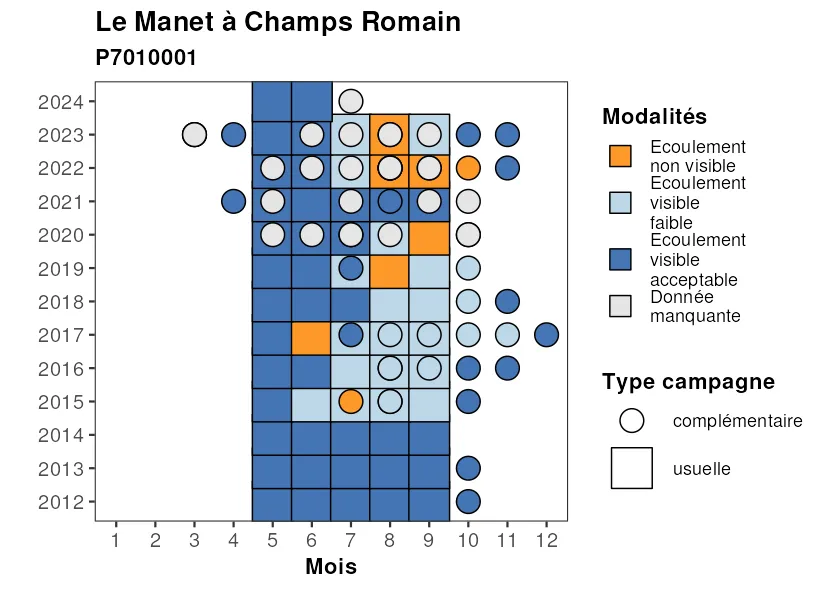 Le Manet à Champs Romain
P7010001
2024
2023
2022
2021
2020
2019
2018
2017
2016
2015
2014
2013
2012
1 2 3 4 5 6 7 8 9 10 11 12
Mois
Modalités
Ecoulement
non visible
Ecoulement
visible
faible
Ecoulement
visible
acceptable
Donnée
manquante
Type campagne
complémentaire
usuelle